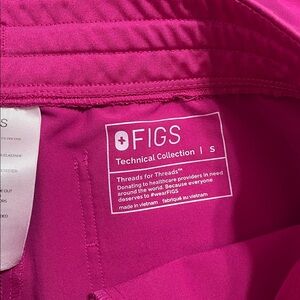 FIGS
Technical Collection | S
Threads for Threads™
Donating to healthcare providers in need
around the world. Because everyone
deserves to #wearFIGS
made in vietnam fabriqué au vietnam